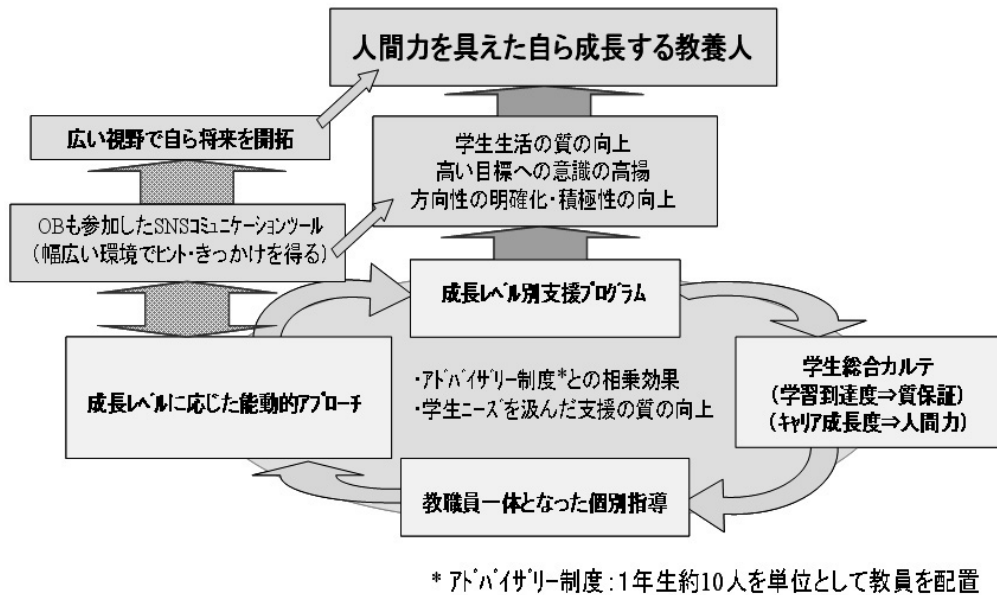 人間力を具えた自ら成長する教養人
広い視野で自ら将来を開拓
学生生活の質の向上
高い目標への意識の高揚
方向性の明確化・積極性の向上
OBも参加したSNSｺﾐｭﾆｹｰｼｮﾝﾂｰﾙ
（幅広い環境でﾋﾝﾄ・きっかけを得る）
成長ﾚﾍﾞﾙ別支援ﾌﾟﾛｸﾞﾗﾑ
成長ﾚﾍﾞﾙに応じた能動的ｱﾌﾟﾛｰﾁ
・ｱﾄﾞﾊﾞｲｻﾞﾘｰ制度*との相乗効果
・学生ﾆｰｽﾞを汲んだ支援の質の向上
学生総合カルテ
(学習到達度⇒質保証)
(ｷｬﾘｱ成長度⇒人間力)
教職員一体となった個別指導
* ｱﾄﾞﾊﾞｲｻﾞﾘｰ制度：１年生約10人を単位として教員を配置